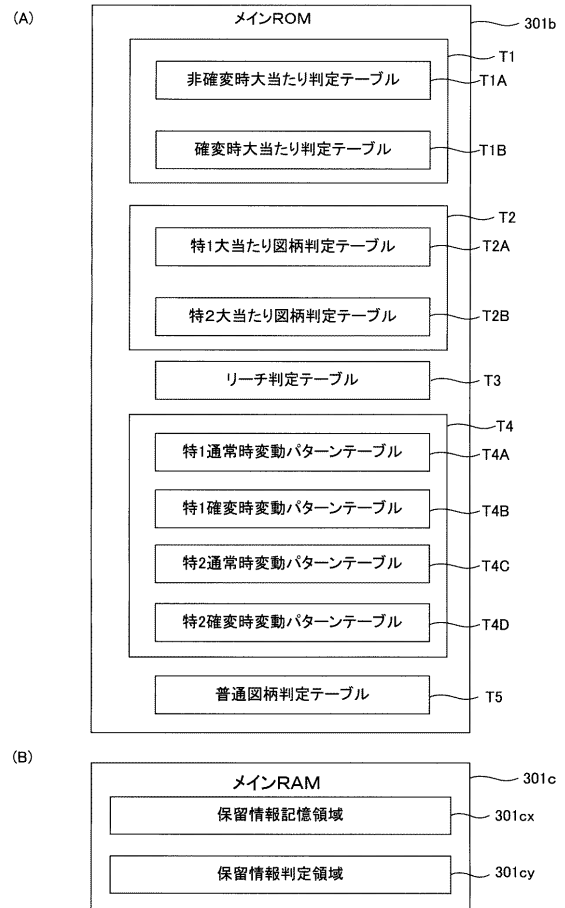 (A)
メインROM
301b
T1
非確変時大当たり判定テーブル
T1A
確変時大当たり判定テーブル
T1B
T2
特1大当たり図柄判定テーブル
T2A
特2大当たり図柄判定テーブル
T2B
リーチ判定テーブル
T3
T4
特1通常時変動パターンテーブル
T4A
特1確変時変動パターンテーブル
T4B
特2通常時変動パターンテーブル
T4C
特2確変時変動パターンテーブル
T4D
普通図柄判定テーブル
T5
(B)
メインRAM
301c
保留情報記憶領域
301cx
保留情報判定領域
301cy